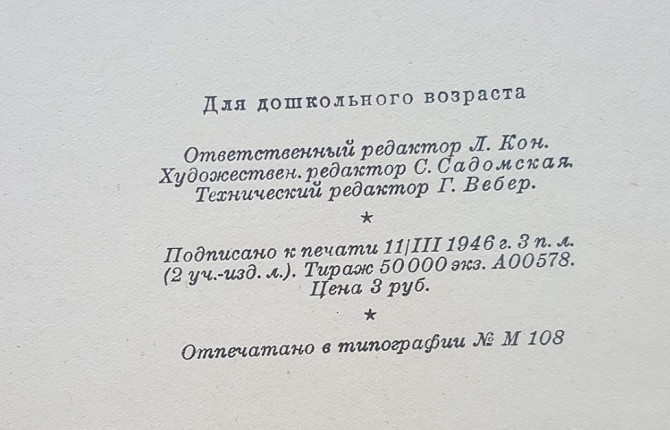 Для дошкольного возраста
Ответственный редактор Л. Кон.
Художествен. редактор С. Садомская.
Технический редактор Г. Вебер.
★
Подписано к печати 11/III 1946 г. 3 п. л.
(2 уч.-изд. л.). Тираж 50 000 экз. А00578.
Цена 3 руб.
★
Отпечатано в типографии № М 108